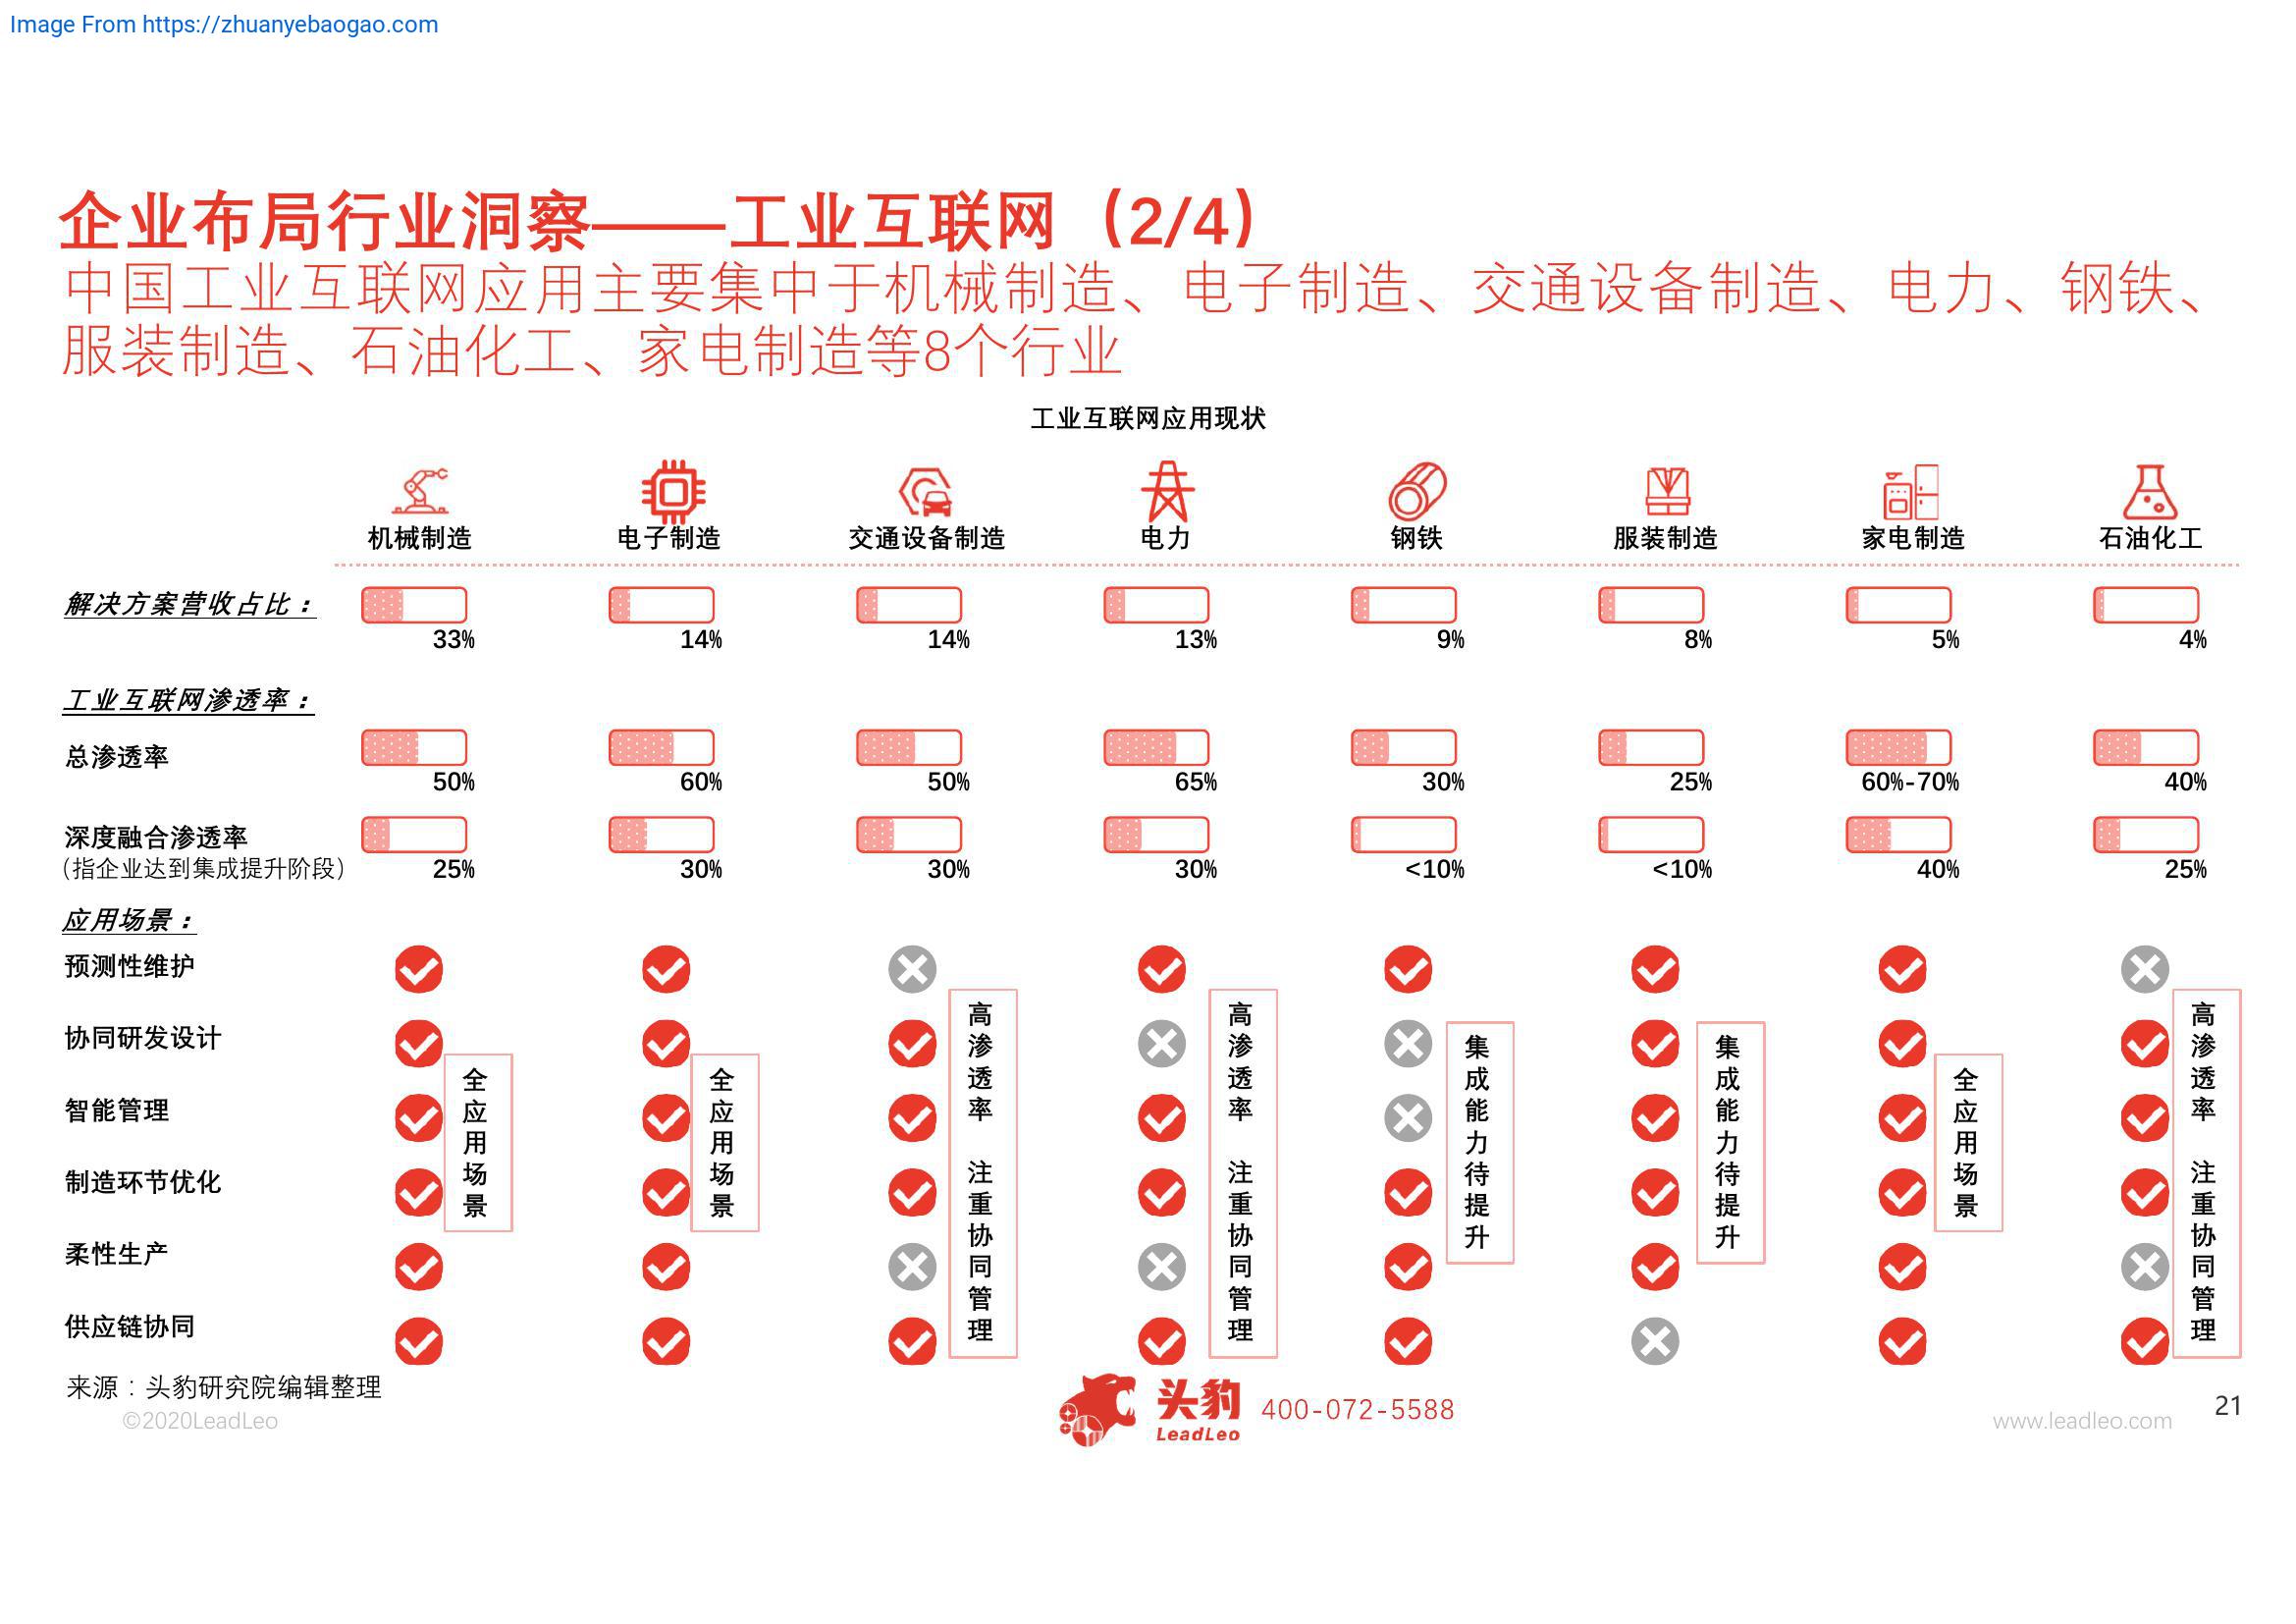 Image From https://zhuanyebaogao.com
企业布局行业洞察——工业互联网（2/4）
中国工业互联网应用主要集中于机械制造、电子制造、交通设备制造、电力、钢铁、
服装制造、石油化工、家电制造等8个行业
工业互联网应用现状
机械制造 电子制造 交通设备制造 电力 钢铁 服装制造 家电制造 石油化工
解决方案营收占比：
33% 14% 14% 13% 9% 8% 5% 4%
工业互联网渗透率：
总渗透率
50% 60% 50% 65% 30% 25% 60%-70% 40%
深度融合渗透率
（指企业达到集成提升阶段）
25% 30% 30% 30% <10% <10% 40% 25%
应用场景：
预测性维护
协同研发设计
智能管理
制造环节优化
柔性生产
供应链协同
全应用场景
全应用场景
高渗透率 注重协同管理
高渗透率 注重协同管理
集成能力待提升
集成能力待提升
全应用场景
高渗透率 注重协同管理
来源：头豹研究院编辑整理
©2020LeadLeo
头豹
LeadLeo
400-072-5588
www.leadleo.com
21